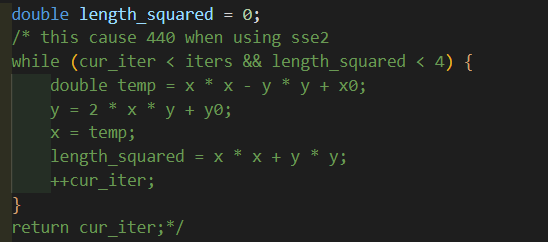 double length_squared = 0;
/* this cause 440 when using sse2
while (cur_iter < iters && length_squared < 4) {
    double temp = x * x - y * y + x0;
    y = 2 * x * y + y0;
    x = temp;
    length_squared = x * x + y * y;
    ++cur_iter;
}
return cur_iter;*/